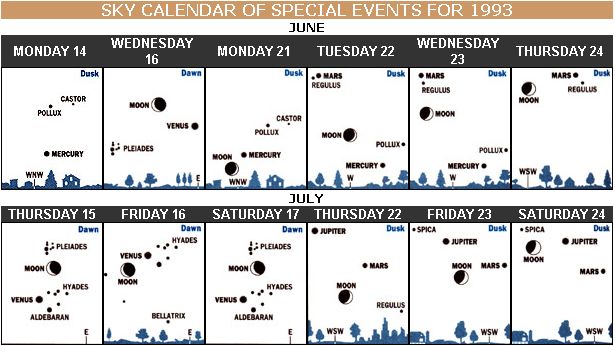 SKY CALENDAR OF SPECIAL EVENTS FOR 1993
JUNE
MONDAY 14
WEDNESDAY 16
MONDAY 21
TUESDAY 22
WEDNESDAY 23
THURSDAY 24
Dusk
CASTOR
POLLUX
MERCURY
WNW
Dawn
MOON
VENUS
PLEIADES
E
Dusk
CASTOR
POLLUX
MERCURY
MOON
WNW
Dusk
MARS
REGULUS
MOON
POLLUX
MERCURY
W
Dusk
MARS
REGULUS
MOON
POLLUX
MERCURY
W
Dusk
MARS
REGULUS
MOON
WSW
JULY
THURSDAY 15
FRIDAY 16
SATURDAY 17
THURSDAY 22
FRIDAY 23
SATURDAY 24
Dawn
PLEIADES
MOON
HYADES
VENUS
ALDEBARAN
E
Dawn
HYADES
VENUS
MOON
BELLATRIX
E
Dawn
PLEIADES
MOON
HYADES
VENUS
ALDEBARAN
E
Dusk
JUPITER
MARS
MOON
REGULUS
WSW
Dusk
SPICA
JUPITER
MARS
MOON
WSW
Dusk
SPICA
JUPITER
MOON
MARS
WSW